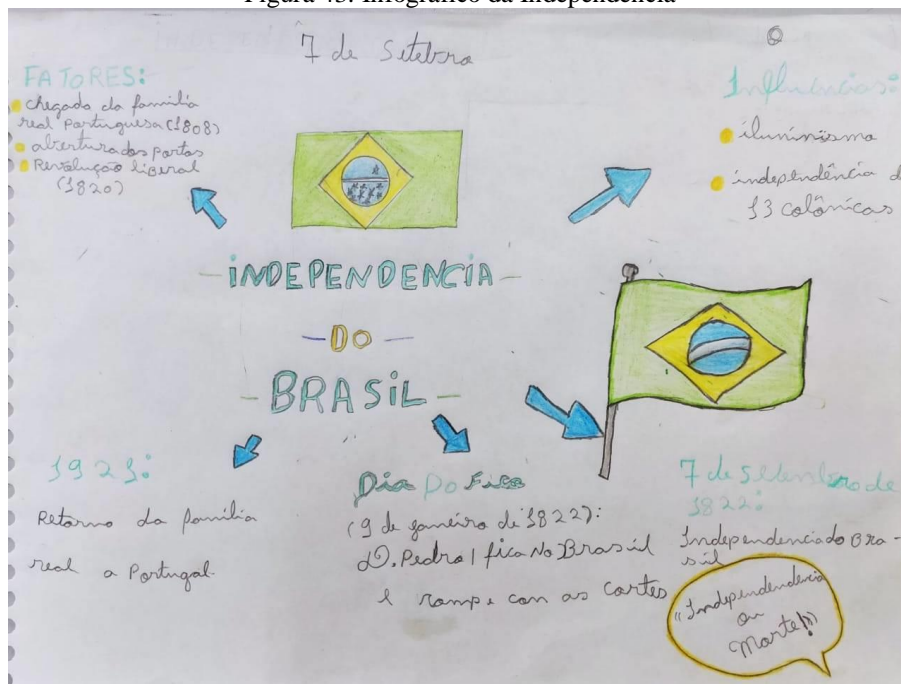 Figura 43: Infográfico da Independência
7 de Setebro
FATORES:
chegada da família
real Portuguesa (1808)
abertura dos portos
Revolução liberal
(1820)
Influências:
iluminismo
independência d
13 colônicas
INDEPENDENCIA
DO
BRASIL
1921:
Retorno da família
real a Portugal.
Dia Do Fico
(9 de janeiro de 1822):
D. Pedro I fica No Brasil
e rompe con as cortes
7 de setembro de
1822:
Independencia do Bra-
sil
"Independendencia
ou
Morte!"